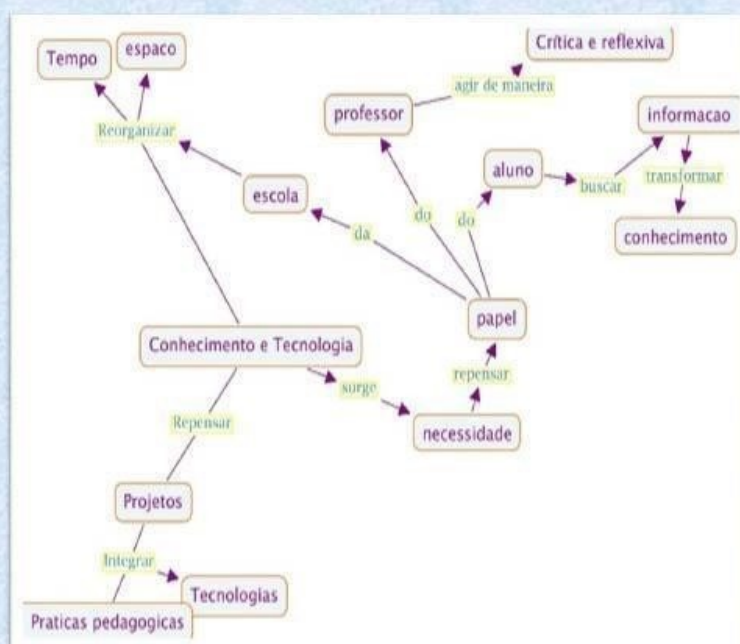 Crítica e reflexiva
Tempo
espaco
agir de maneira
professor
informacao
Reorganizar
aluno
transformar
buscar
escola
do
do
da
conhecimento
papel
Conhecimento e Tecnologia
repensar
surge
Repensar
necessidade
Projetos
Integrar
Tecnologias
Praticas pedagogicas